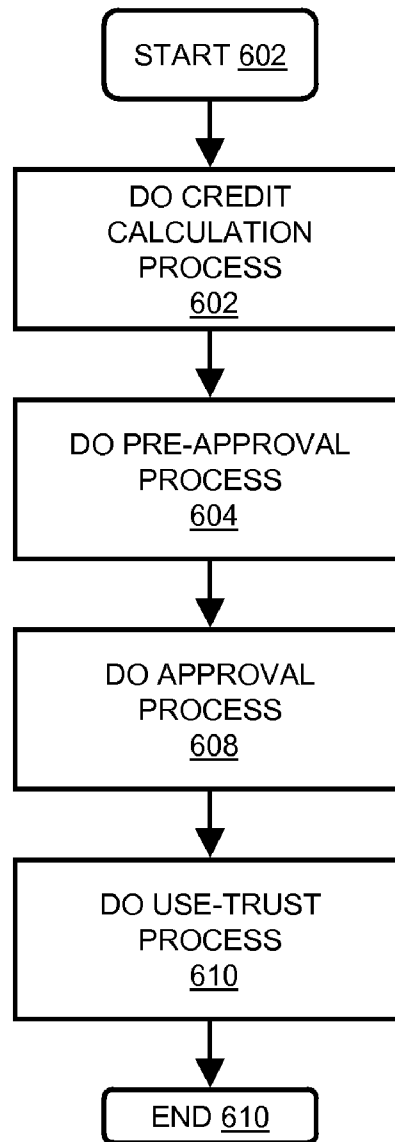 START 602
DO CREDIT
CALCULATION
PROCESS
602
DO PRE-APPROVAL
PROCESS
604
DO APPROVAL
PROCESS
608
DO USE-TRUST
PROCESS
610
END 610